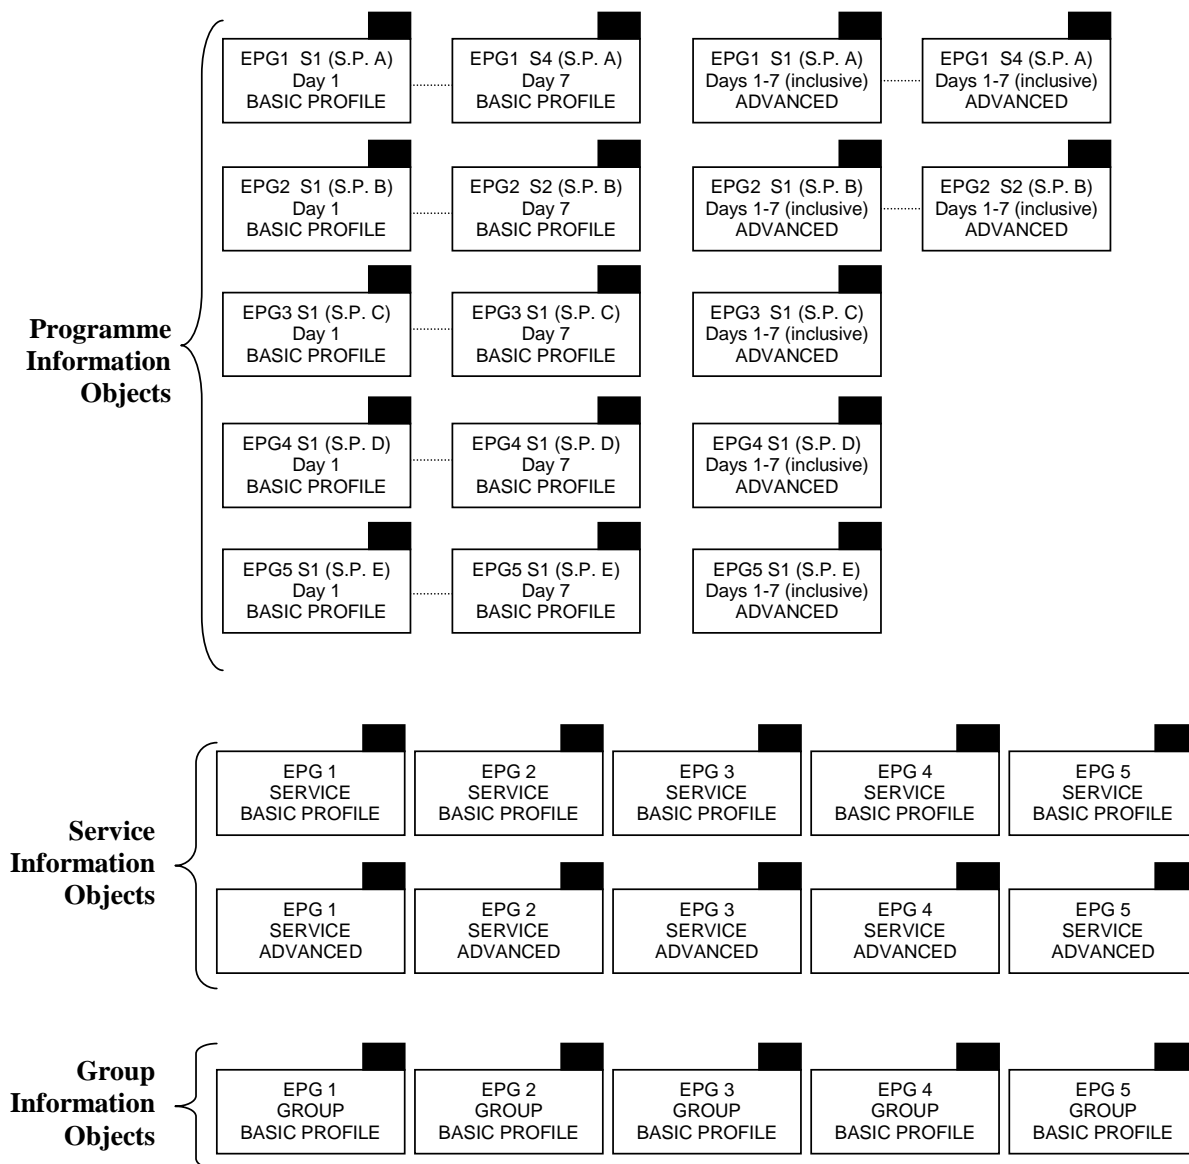 Programme
Information
Objects
EPG1  S1 (S.P. A)
Day 1
BASIC PROFILE
EPG1  S4 (S.P. A)
Day 7
BASIC PROFILE
EPG1  S1 (S.P. A)
Days 1-7 (inclusive)
ADVANCED
EPG1  S4 (S.P. A)
Days 1-7 (inclusive)
ADVANCED
EPG2  S1 (S.P. B)
Day 1
BASIC PROFILE
EPG2  S2 (S.P. B)
Day 7
BASIC PROFILE
EPG2  S1 (S.P. B)
Days 1-7 (inclusive)
ADVANCED
EPG2  S2 (S.P. B)
Days 1-7 (inclusive)
ADVANCED
EPG3 S1 (S.P. C)
Day 1
BASIC PROFILE
EPG3 S1 (S.P. C)
Day 7
BASIC PROFILE
EPG3  S1 (S.P. C)
Days 1-7 (inclusive)
ADVANCED
EPG4 S1 (S.P. D)
Day 1
BASIC PROFILE
EPG4 S1 (S.P. D)
Day 7
BASIC PROFILE
EPG4 S1 (S.P. D)
Days 1-7 (inclusive)
ADVANCED
EPG5 S1 (S.P. E)
Day 1
BASIC PROFILE
EPG5 S1 (S.P. E)
Day 7
BASIC PROFILE
EPG5 S1 (S.P. E)
Days 1-7 (inclusive)
ADVANCED
Service
Information
Objects
EPG 1
SERVICE
BASIC PROFILE
EPG 2
SERVICE
BASIC PROFILE
EPG 3
SERVICE
BASIC PROFILE
EPG 4
SERVICE
BASIC PROFILE
EPG 5
SERVICE
BASIC PROFILE
EPG 1
SERVICE
ADVANCED
EPG 2
SERVICE
ADVANCED
EPG 3
SERVICE
ADVANCED
EPG 4
SERVICE
ADVANCED
EPG 5
SERVICE
ADVANCED
Group
Information
Objects
EPG 1
GROUP
BASIC PROFILE
EPG 2
GROUP
BASIC PROFILE
EPG 3
GROUP
BASIC PROFILE
EPG 4
GROUP
BASIC PROFILE
EPG 5
GROUP
BASIC PROFILE